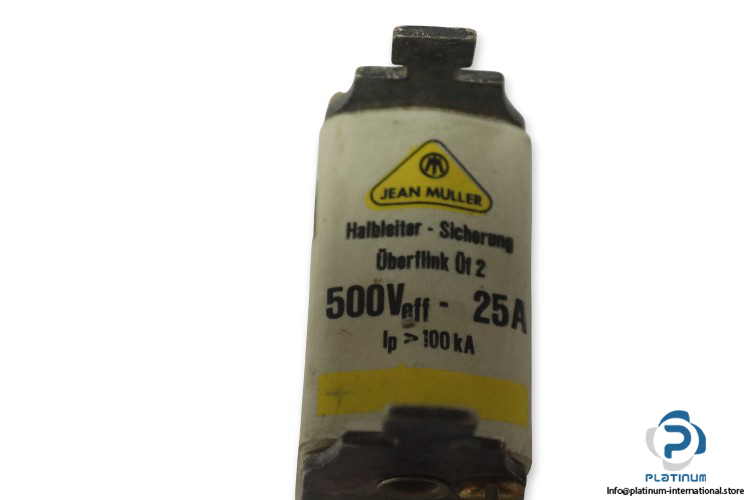 JEAN MULLER
Halbleiter - Sicherung
Überflink Üf 2
500Veff - 25A
Ip > 100 kA
PLATINUM
Info@platinum-international.store